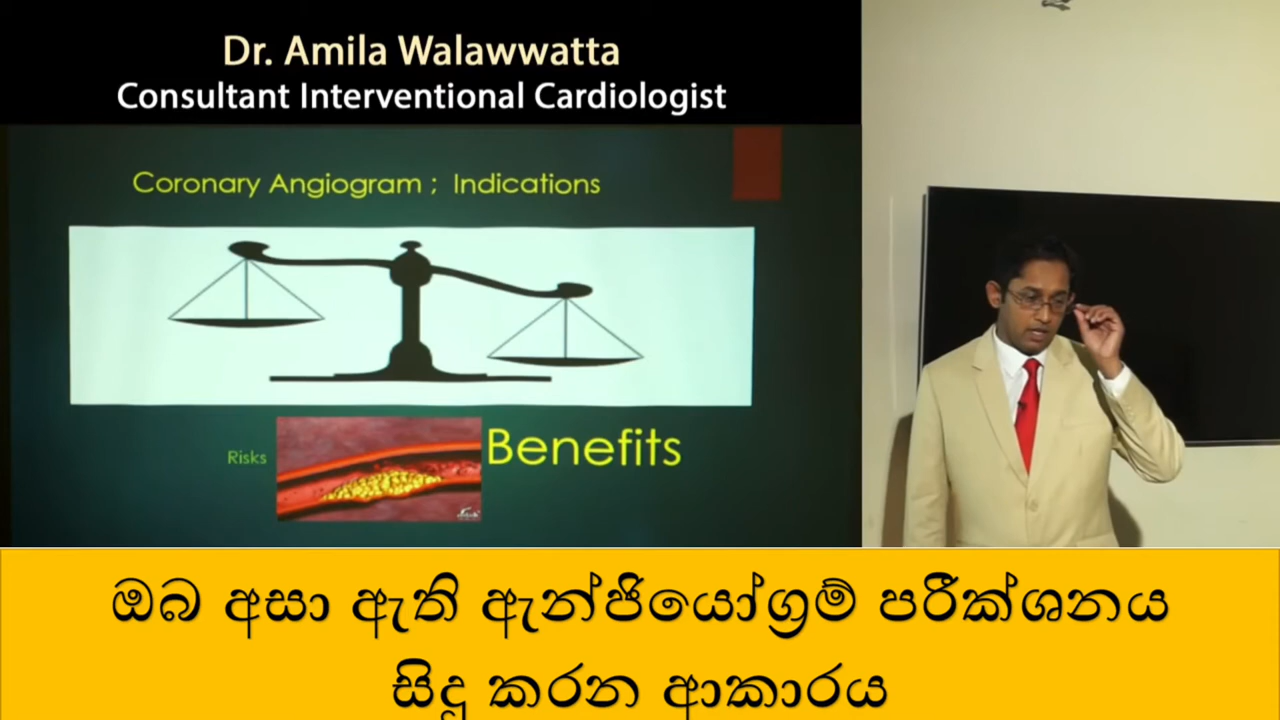 Dr. Amila Walawwatta
Consultant Interventional Cardiologist
Coronary Angiogram ; Indications
Risks
Benefits
ඔබ අසා ඇති ඇන්ජියෝග්‍රම් පරීක්ශනය
සිදු කරන ආකාරය